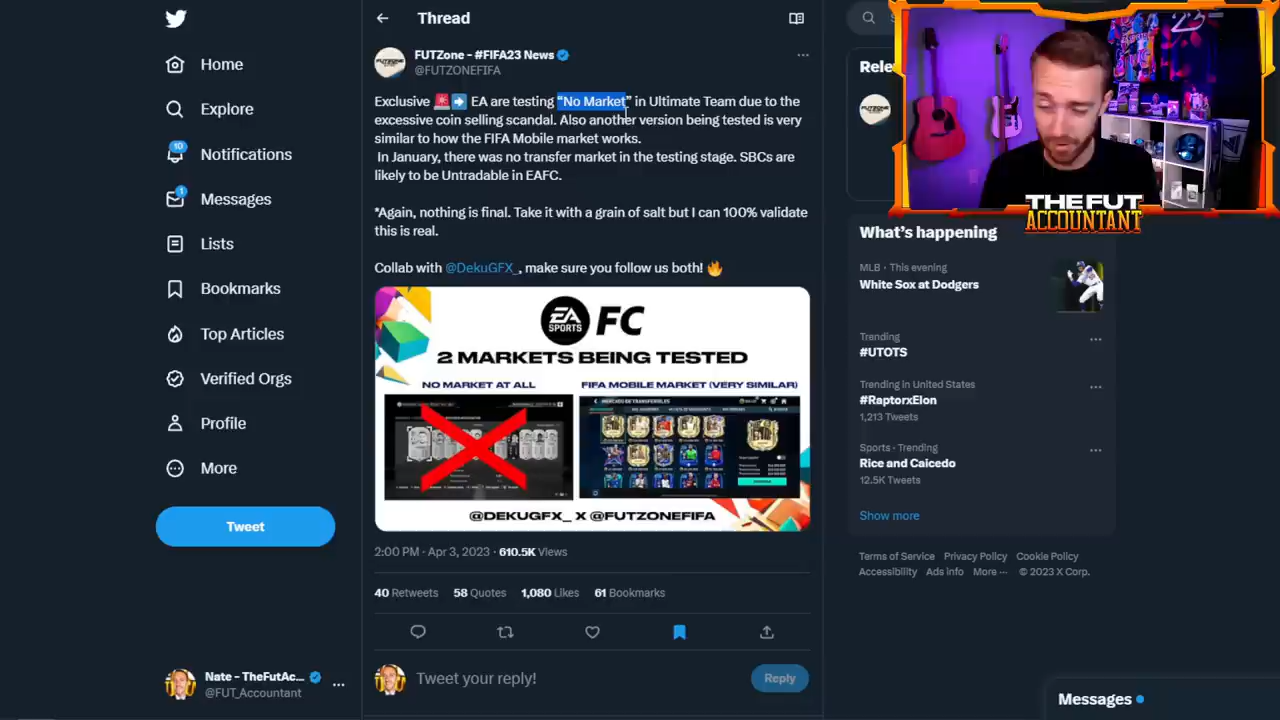 Home
Explore
10
Notifications
1
Messages
Lists
Bookmarks
Top Articles
Verified Orgs
Profile
More
Tweet
Nate - TheFutAc...
@FUT_Accountant
Thread
FUTZone - #FIFA23 News
@FUTZONEFIFA
Exclusive 🚨➡️ EA are testing “No Market” in Ultimate Team due to the
excessive coin selling scandal. Also another version being tested is very
similar to how the FIFA Mobile market works.
In January, there was no transfer market in the testing stage. SBCs are
likely to be Untradable in EAFC.
*Again, nothing is final. Take it with a grain of salt but I can 100% validate
this is real.
Collab with @DekuGFX_, make sure you follow us both! 🔥
EA SPORTS FC
2 MARKETS BEING TESTED
NO MARKET AT ALL
FIFA MOBILE MARKET (VERY SIMILAR)
@DEKUGFX_ X @FUTZONEFIFA
2:00 PM · Apr 3, 2023 · 610.5K Views
40 Retweets 58 Quotes 1,080 Likes 61 Bookmarks
Tweet your reply!
Reply
THE FUT
ACCOUNTANT
What's happening
MLB · This evening
White Sox at Dodgers
Trending
#UTOTS
Trending in United States
#RaptorxElon
1,213 Tweets
Sports · Trending
Rice and Caicedo
12.5K Tweets
Show more
Terms of Service Privacy Policy Cookie Policy
Accessibility Ads info More ··· © 2023 X Corp.
Messages